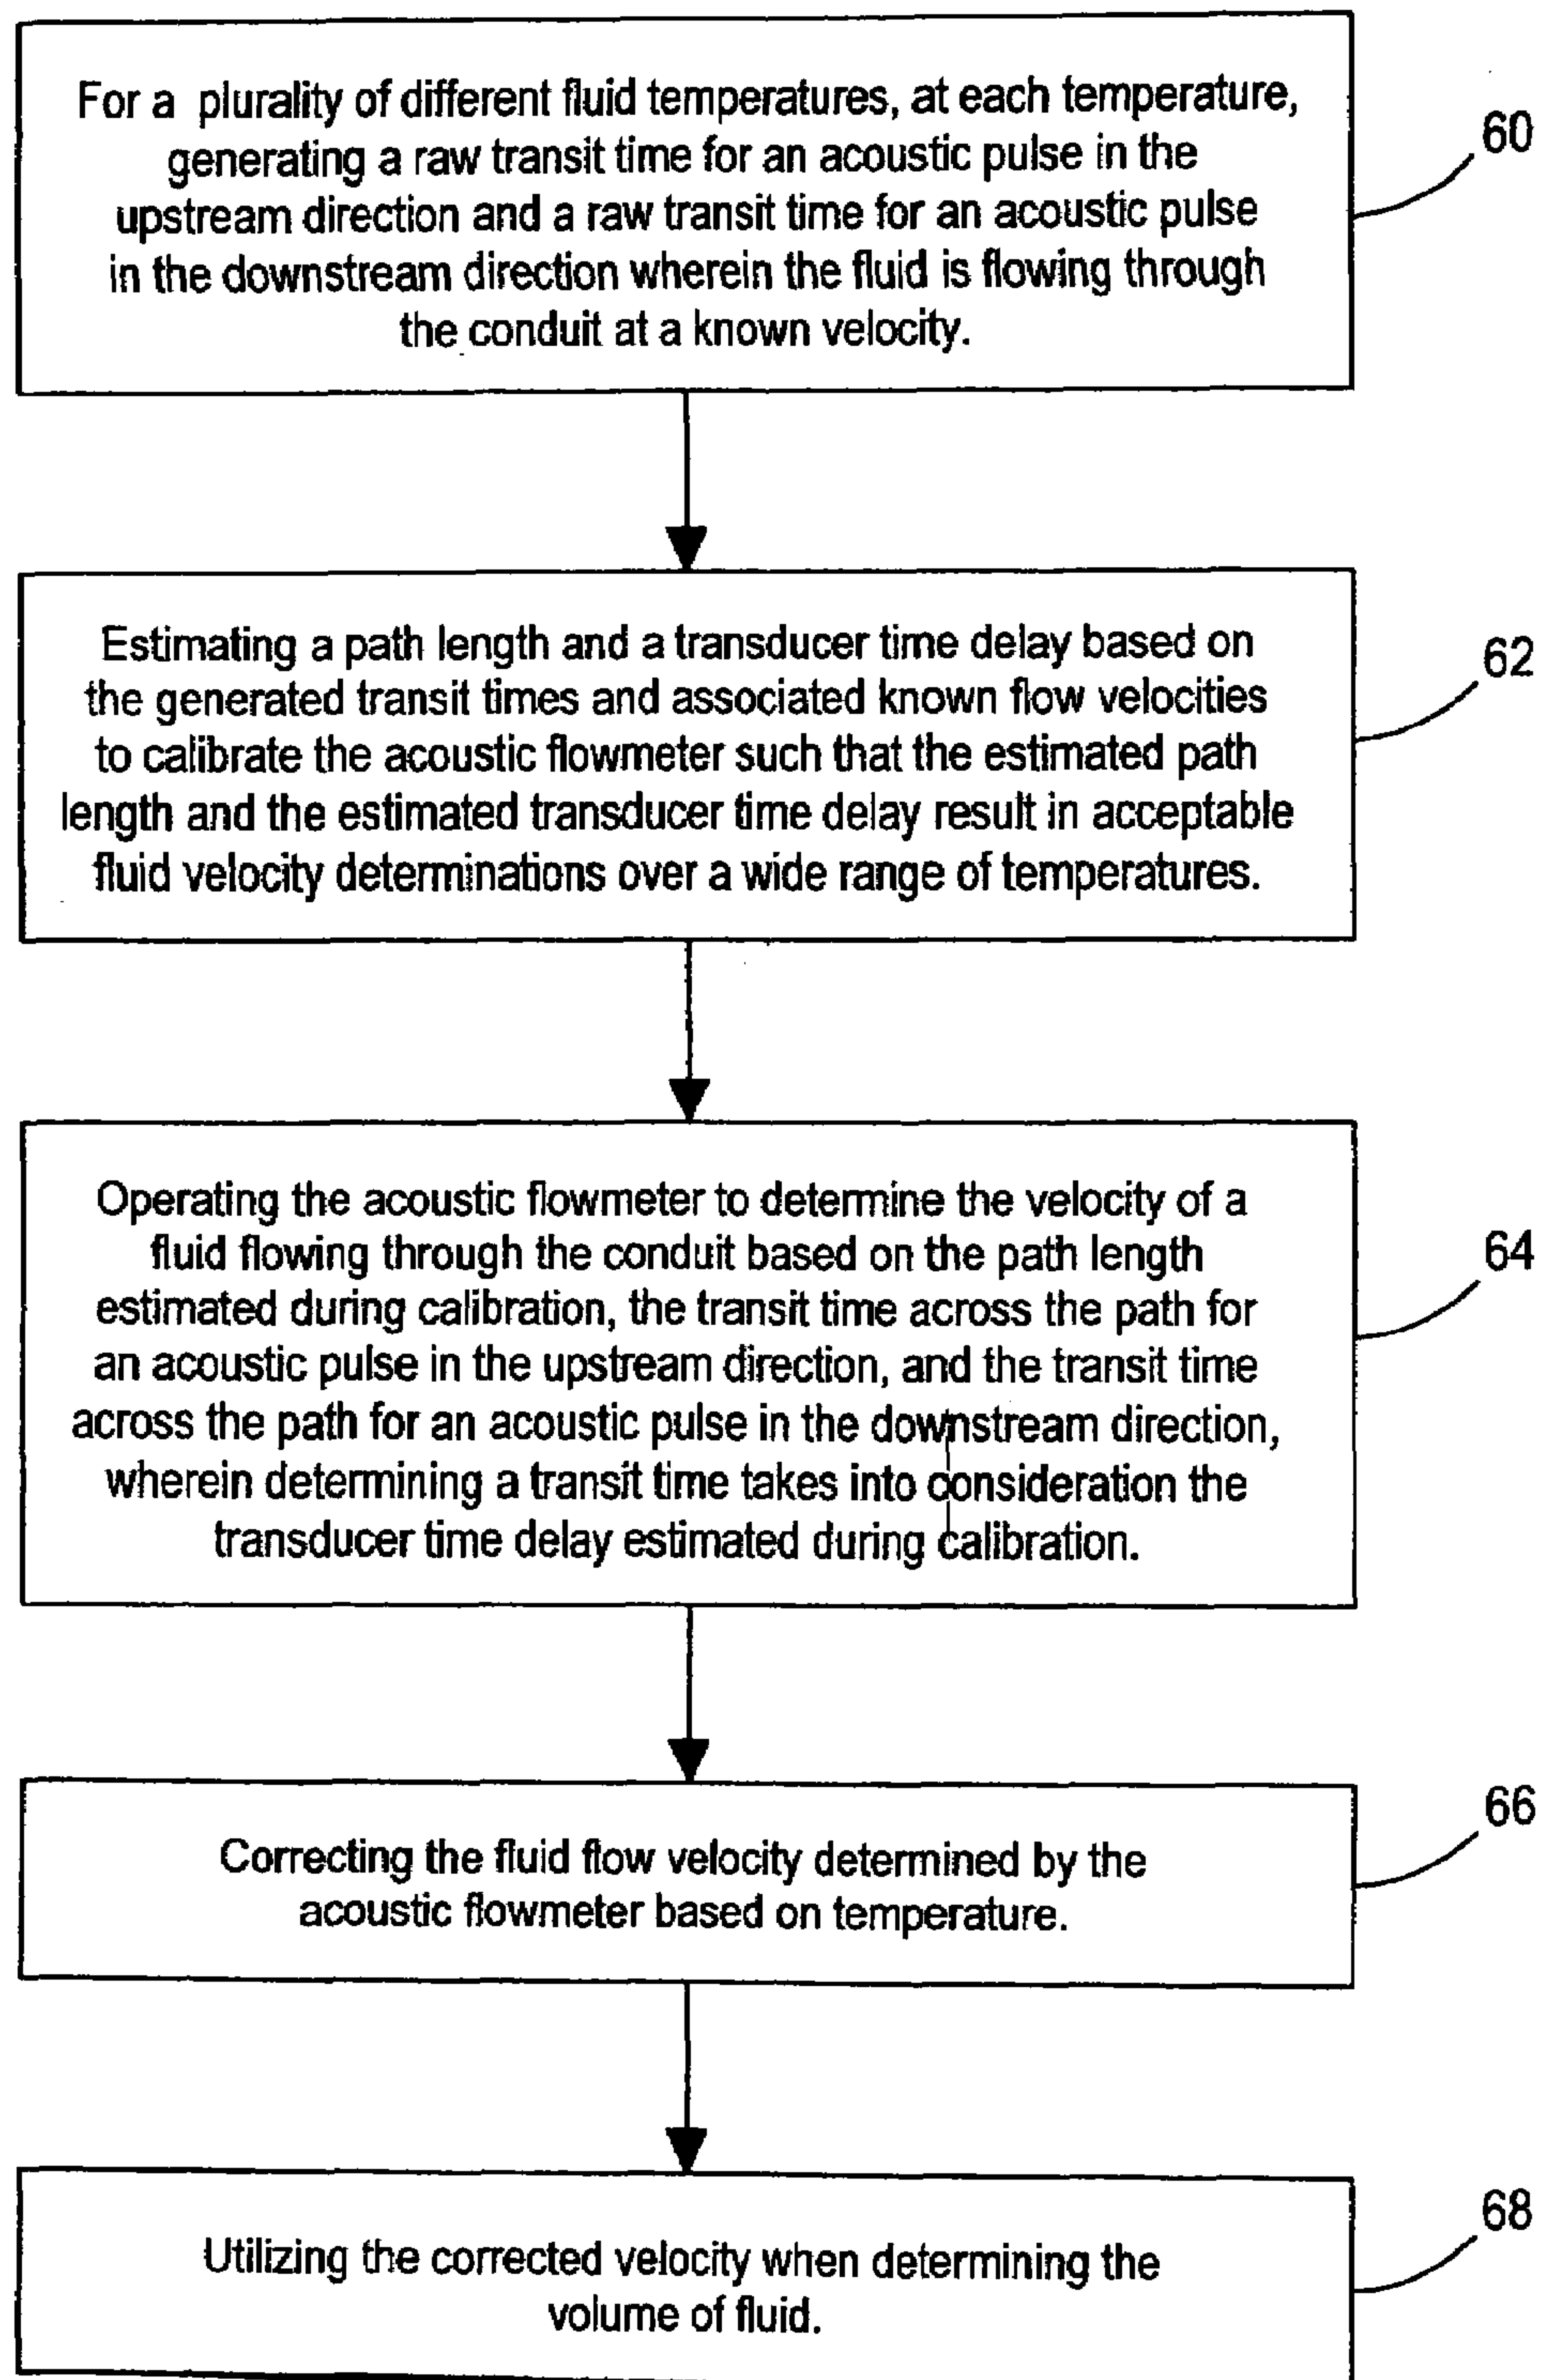 For a plurality of different fluid temperatures, at each temperature,
generating a raw transit time for an acoustic pulse in the
upstream direction and a raw transit time for an acoustic pulse
in the downstream direction wherein the fluid is flowing through
the conduit at a known velocity.
60
Estimating a path length and a transducer time delay based on
the generated transit times and associated known flow velocities
to calibrate the acoustic flowmeter such that the estimated path
length and the estimated transducer time delay result in acceptable
fluid velocity determinations over a wide range of temperatures.
62
Operating the acoustic flowmeter to determine the velocity of a
fluid flowing through the conduit based on the path length
estimated during calibration, the transit time across the path for
an acoustic pulse in the upstream direction, and the transit time
across the path for an acoustic pulse in the downstream direction,
wherein determining a transit time takes into consideration the
transducer time delay estimated during calibration.
64
Correcting the fluid flow velocity determined by the
acoustic flowmeter based on temperature.
66
Utilizing the corrected velocity when determining the
volume of fluid.
68